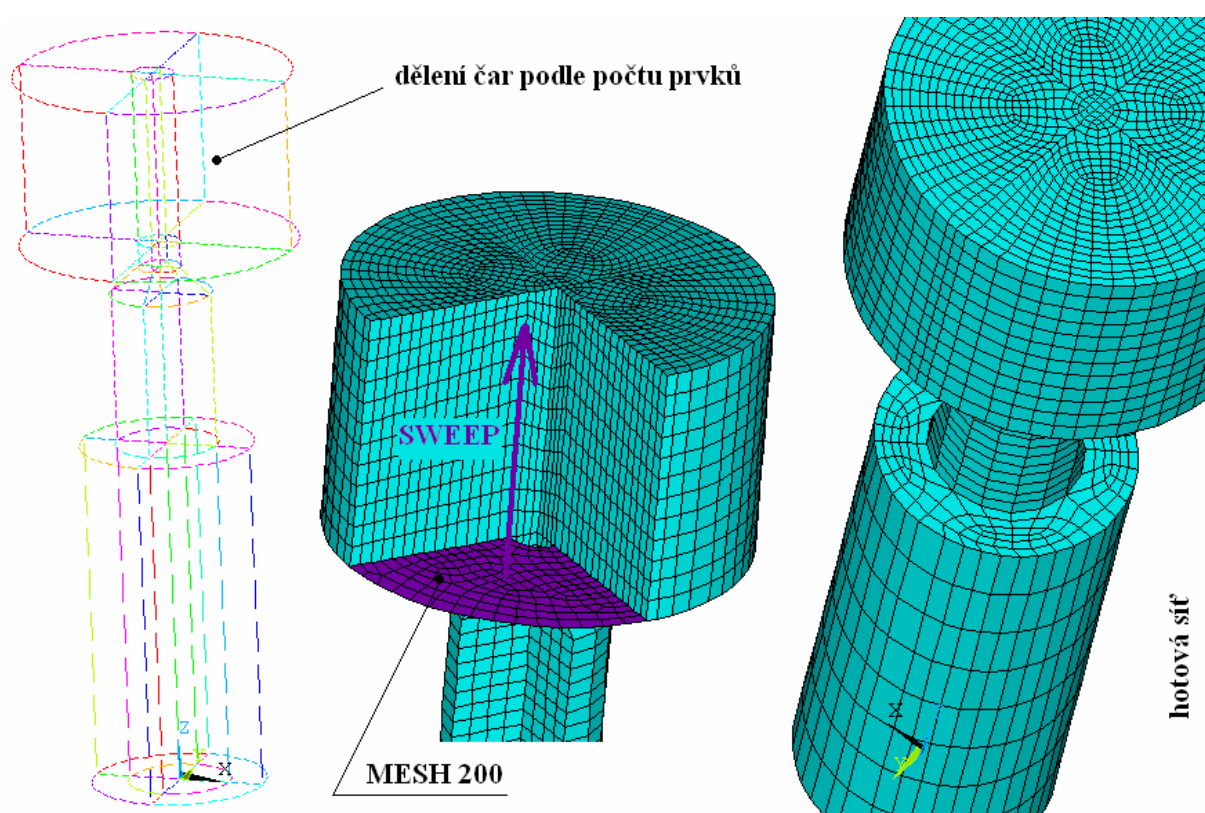 dělení čar podle počtu prvků
SWEEP
MESH 200
hotová síť
Z
Y
X
X
Y